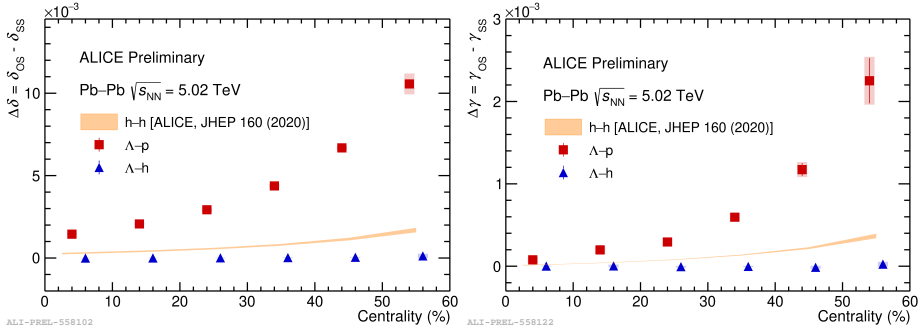 ×10⁻³
Δδ = δ_OS - δ_SS
10
5
0
ALICE Preliminary
Pb–Pb √s_NN = 5.02 TeV
h–h [ALICE, JHEP 160 (2020)]
Λ–p
Λ–h
0 10 20 30 40 50 60
Centrality (%)
ALI-PREL-558102
×10⁻³
Δγ = γ_OS - γ_SS
3
2
1
0
ALICE Preliminary
Pb–Pb √s_NN = 5.02 TeV
h–h [ALICE, JHEP 160 (2020)]
Λ–p
Λ–h
0 10 20 30 40 50 60
Centrality (%)
ALI-PREL-558122